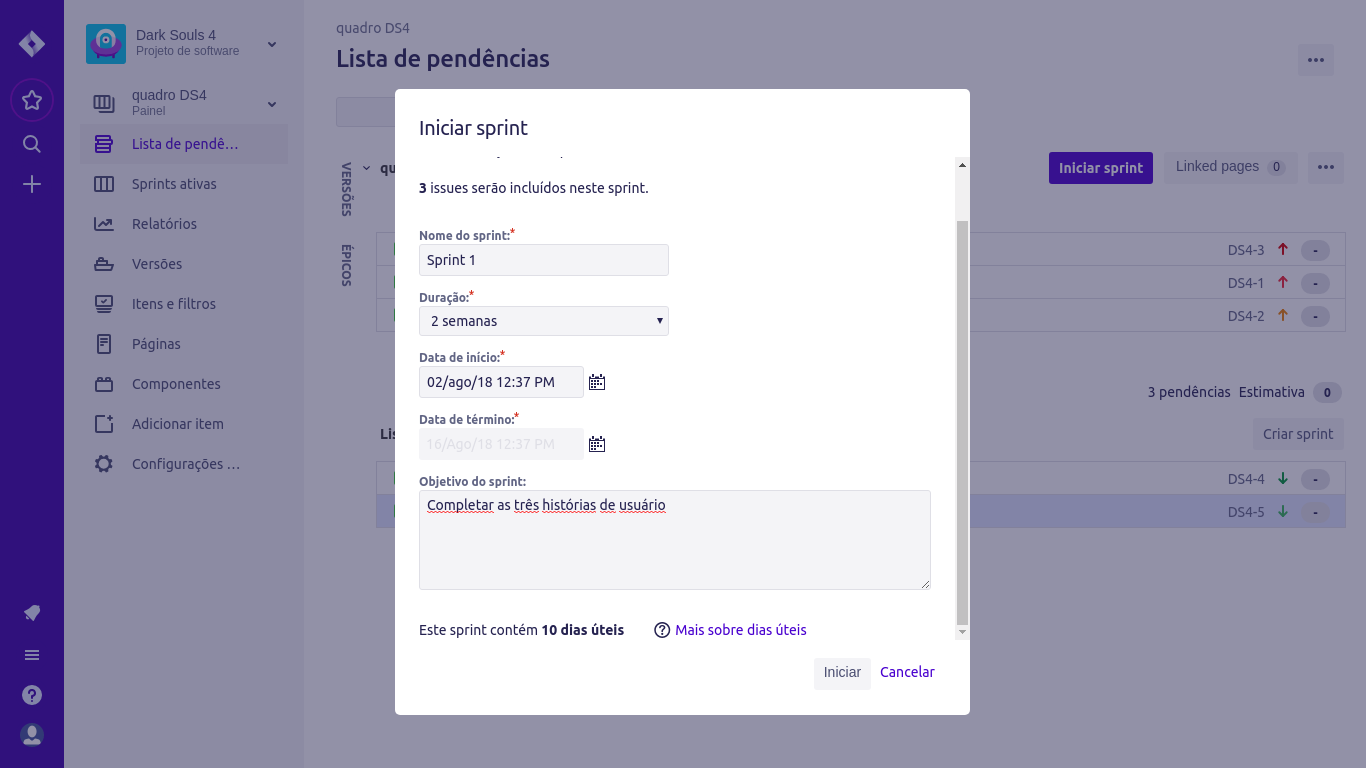 Dark Souls 4
Projeto de software
quadro DS4
Painel
Lista de pendê…
Sprints ativas
Relatórios
Versões
Itens e filtros
Páginas
Componentes
Adicionar item
Configurações …
quadro DS4
Lista de pendências
VERSÕES
ÉPICOS
Iniciar sprint
Linked pages 0
DS4-3 -
DS4-1 -
DS4-2 -
3 pendências Estimativa 0
Criar sprint
DS4-4 -
DS4-5 -
Iniciar sprint
3 issues serão incluídos neste sprint.
Nome do sprint:*
Sprint 1
Duração:*
2 semanas
Data de início:*
02/ago/18 12:37 PM
Data de término:*
16/Ago/18 12:37 PM
Objetivo do sprint:
Completar as três histórias de usuário
Este sprint contém 10 dias úteis
Mais sobre dias úteis
Iniciar Cancelar